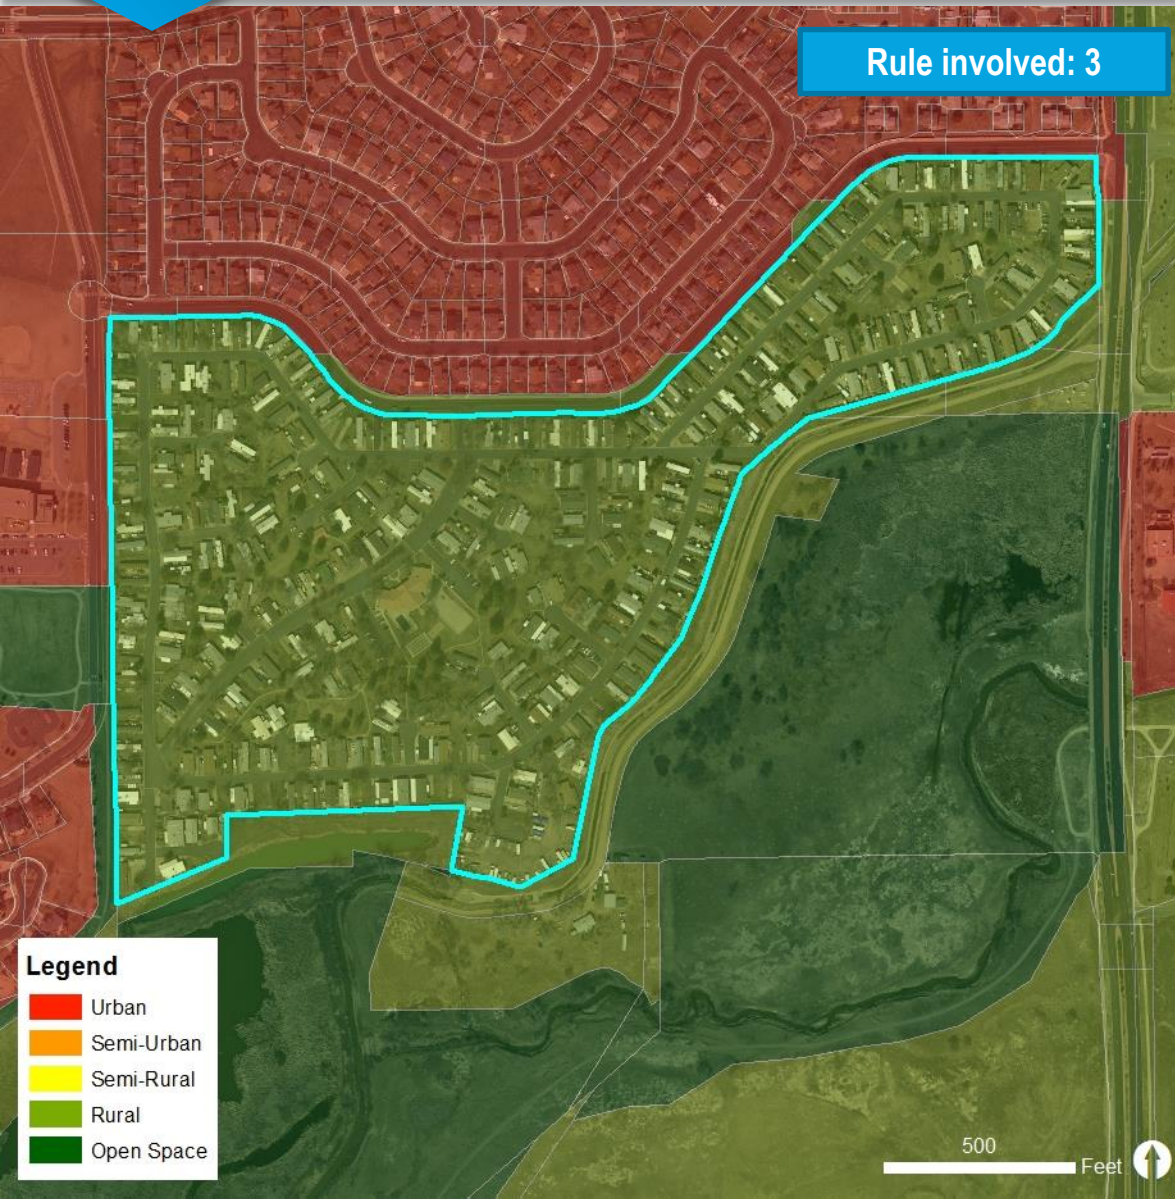 Rule involved: 3
Legend
Urban
Semi-Urban
Semi-Rural
Rural
Open Space
500
Feet